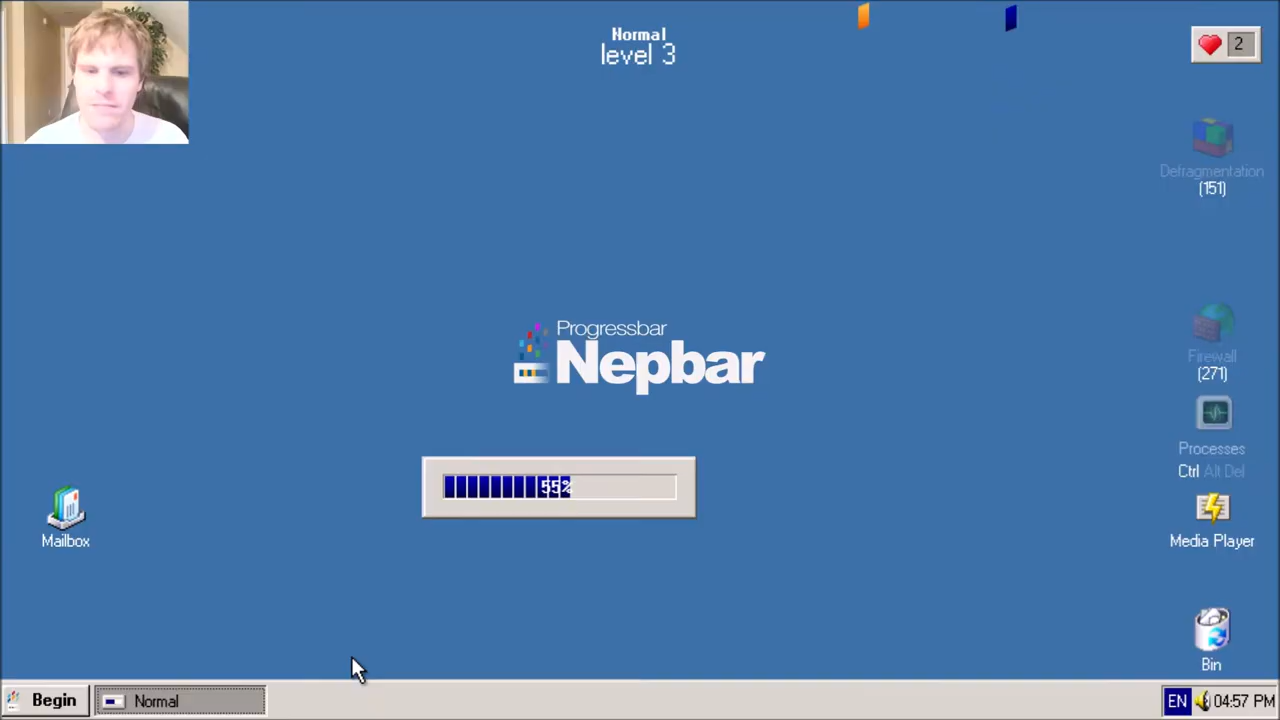 Normal
level 3
2
Defragmentation
(151)
Progressbar
Nepbar
Firewall
(271)
Processes
Ctrl Alt Del
55%
Mailbox
Media Player
Bin
Begin
Normal
EN
04:57 PM